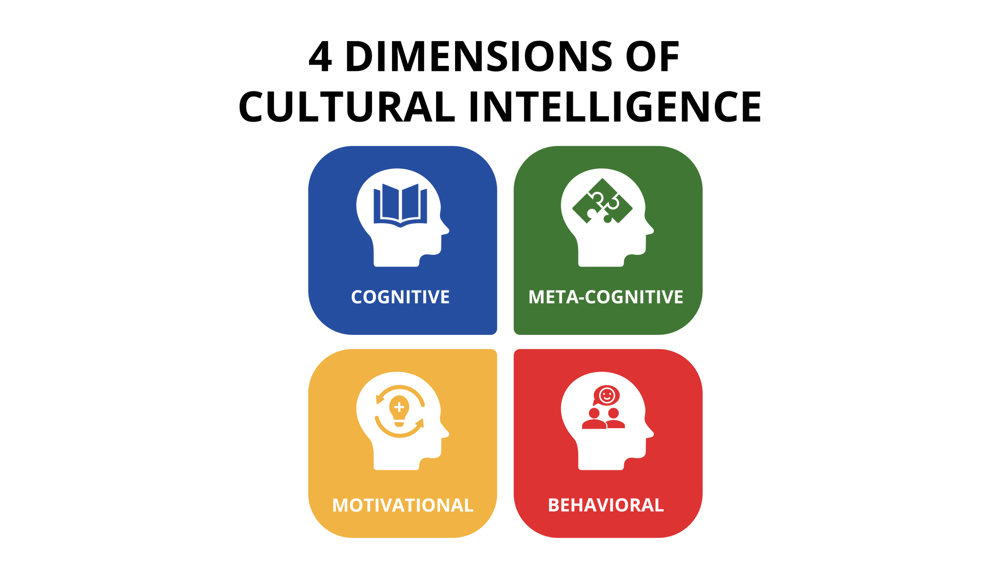 4 DIMENSIONS OF
CULTURAL INTELLIGENCE
COGNITIVE
META-COGNITIVE
MOTIVATIONAL
BEHAVIORAL